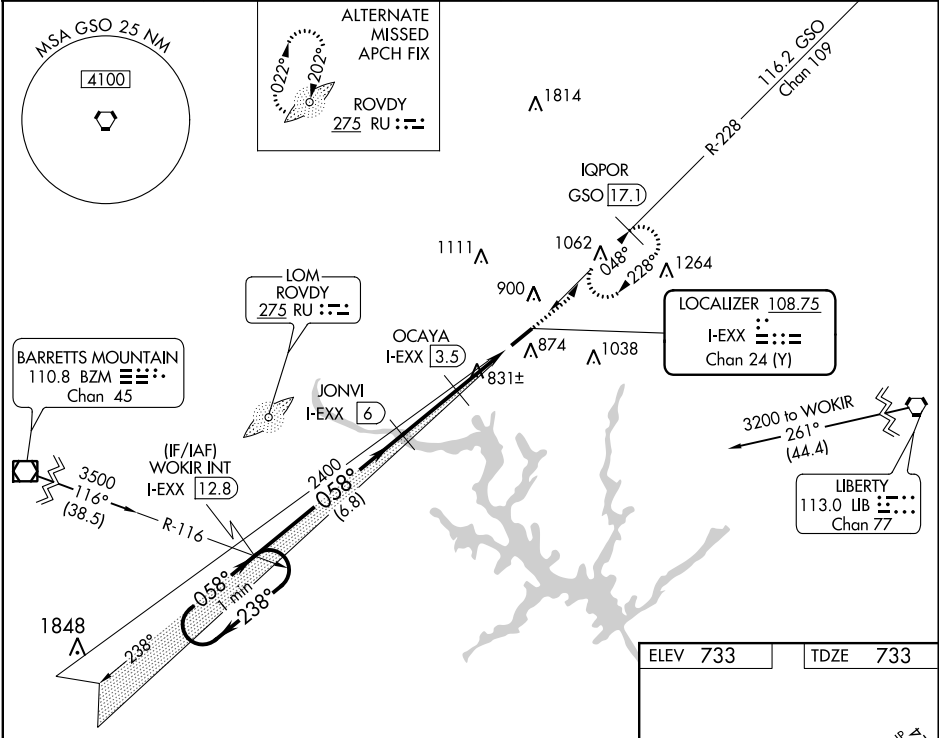 MSA GSO 25 NM
4100
ALTERNATE
MISSED
APCH FIX
022°
202°
ROVDY
275 RU
1814
116.2 GSO
Chan 109
R-228
IQPOR
GSO 17.1
1111
1062
048°
228°
1264
900
LOM
ROVDY
275 RU
LOCALIZER 108.75
I-EXX
Chan 24 (Y)
OCAYA
I-EXX 3.5
874
1038
831±
BARRETTS MOUNTAIN
110.8 BZM
Chan 45
JONVI
I-EXX 6
3200 to WOKIR
261°
(44.4)
(IF/IAF)
WOKIR INT
I-EXX 12.8
2400
058°
(6.8)
3500
116°
(38.5)
R-116
LIBERTY
113.0 LIB
Chan 77
058°
1 min
238°
1848
238°
ELEV 733
TDZE 733